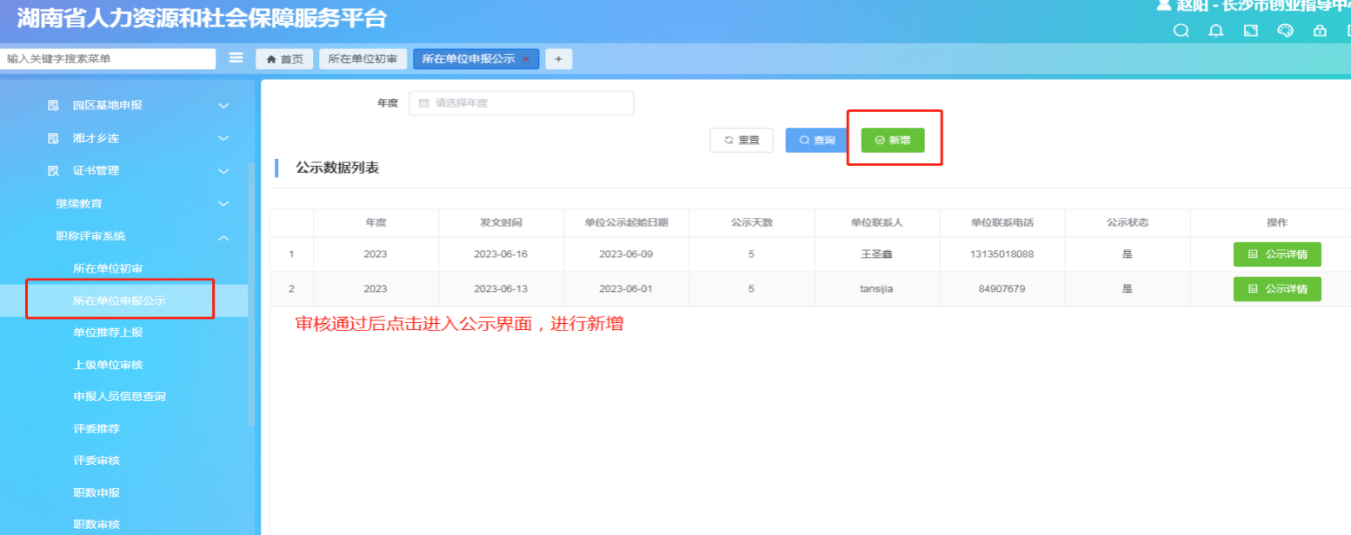 湖南省人力资源和社会保障服务平台
赵阳 - 长沙市创业指导中心
输入关键字搜索菜单
首页 所在单位初审 所在单位申报公示 × +
园区基地申报
湘才乡连
证书管理
继续教育
职称评审系统
所在单位初审
所在单位申报公示
单位推荐上报
上级单位审核
申报人员信息查询
评委推荐
评委审核
职数申报
职数审核
年度 请选择年度
重置 查询 新增
公示数据列表
年度 发文时间 单位公示起始日期 公示天数 单位联系人 单位联系电话 公示状态 操作
1 2023 2023-06-16 2023-06-09 5 王圣鑫 13135018088 是 公示详情
2 2023 2023-06-13 2023-06-01 5 tansijia 84907679 是 公示详情
审核通过后点击进入公示界面，进行新增